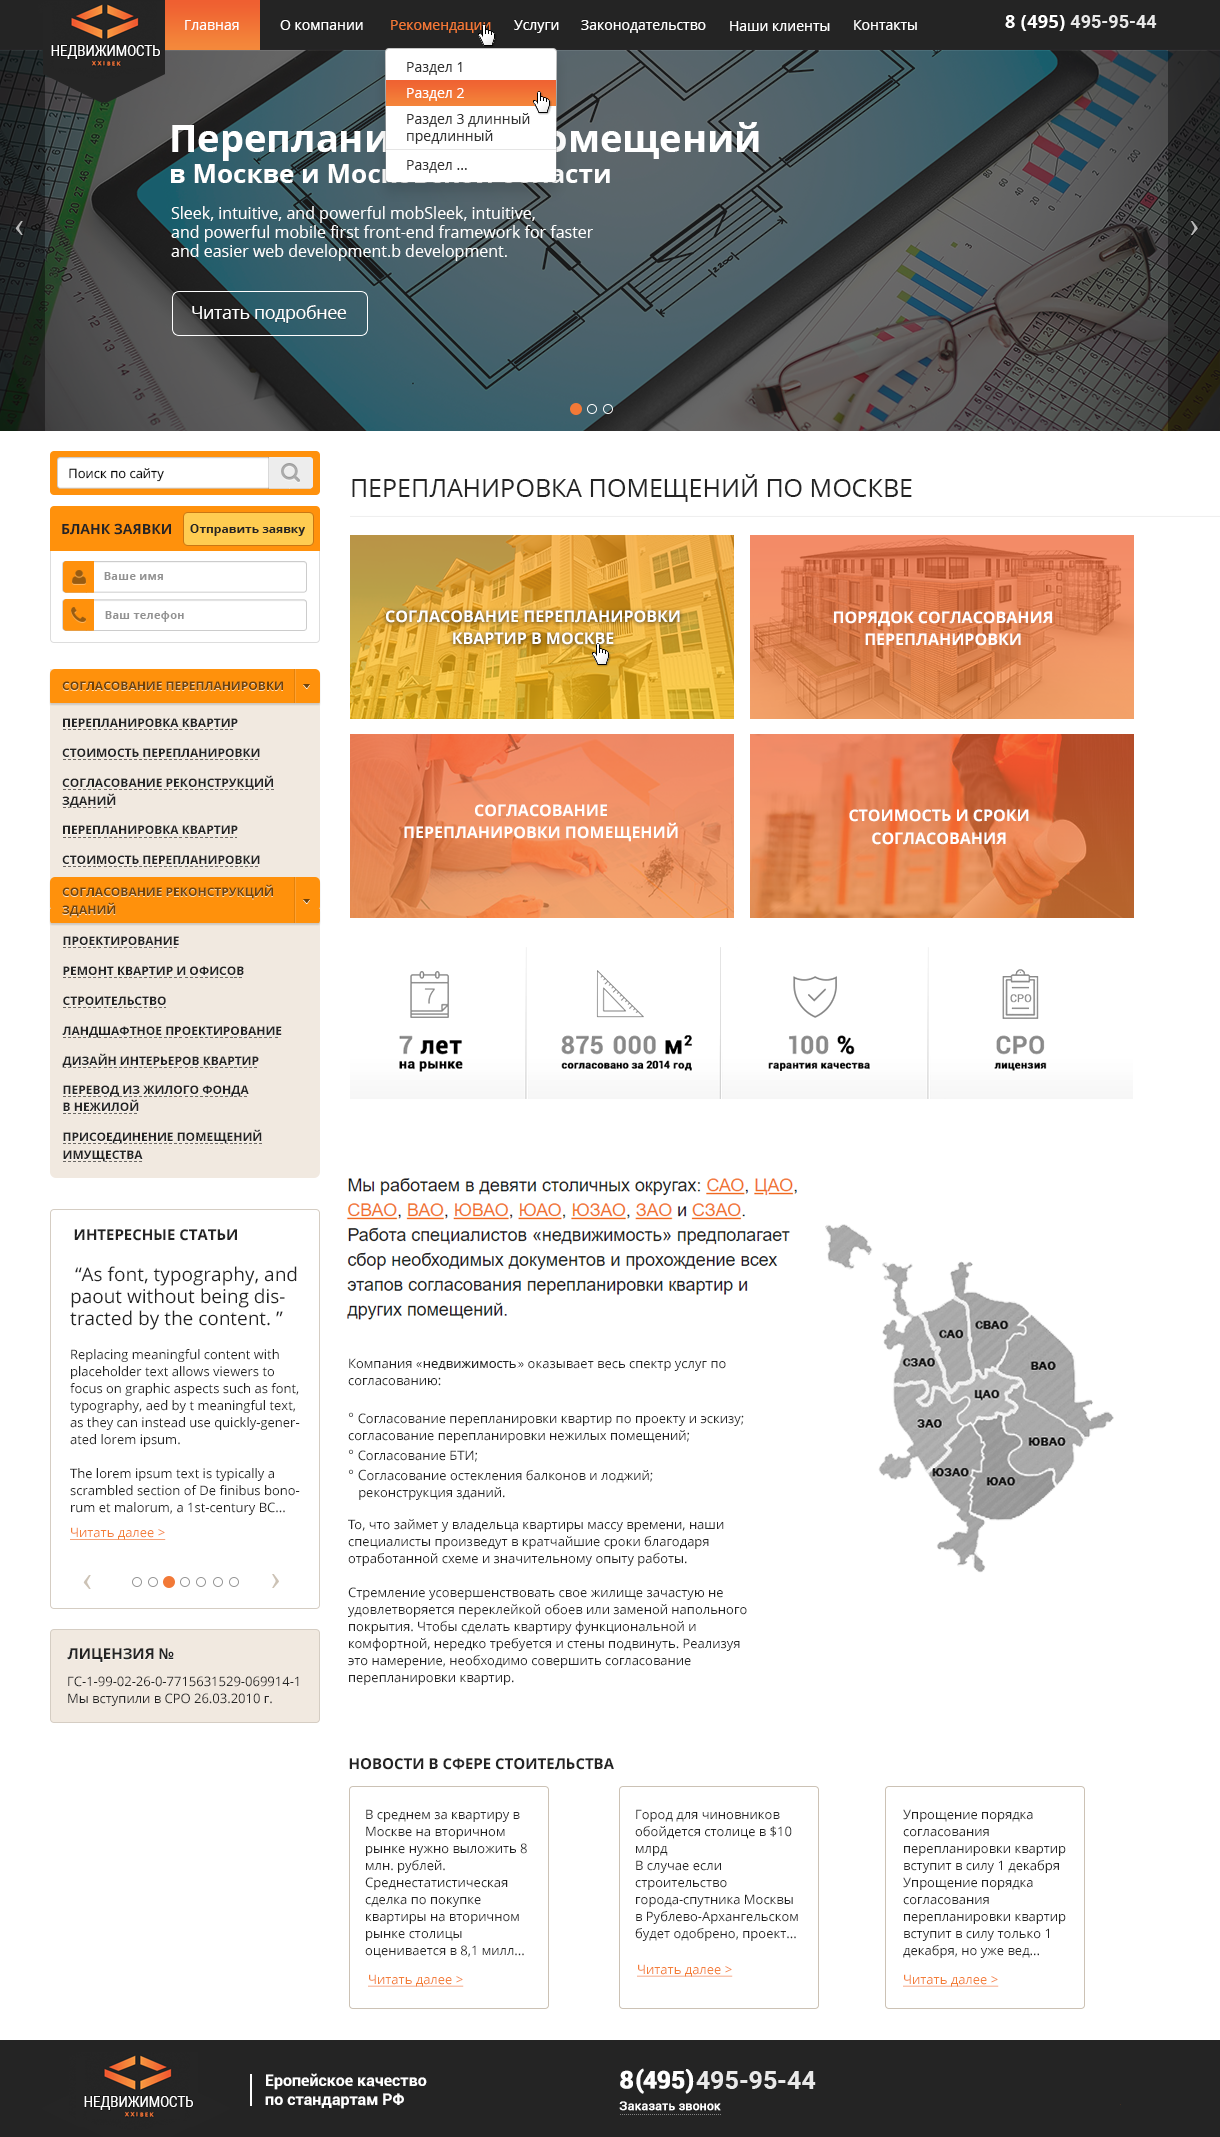 НЕДВИЖИМОСТЬ
XXI ВЕК
Главная
О компании
Рекомендации
Услуги
Законодательство
Наши клиенты
Контакты
8 (495) 495-95-44
Раздел 1
Раздел 2
Раздел 3 длинный
предлинный
Раздел ...
в Москве и
Sleek, intuitive, and powerful mobSleek, intuitive,
and powerful mobile first front-end framework for faster
and easier web development.b development.
Читать подробнее
Поиск по сайту
БЛАНК ЗАЯВКИ
Отправить заявку
Ваше имя
Ваш телефон
СОГЛАСОВАНИЕ ПЕРЕПЛАНИРОВКИ
ПЕРЕПЛАНИРОВКА КВАРТИР
СТОИМОСТЬ ПЕРЕПЛАНИРОВКИ
СОГЛАСОВАНИЕ РЕКОНСТРУКЦИЙ
ЗДАНИЙ
ПЕРЕПЛАНИРОВКА КВАРТИР
СТОИМОСТЬ ПЕРЕПЛАНИРОВКИ
СОГЛАСОВАНИЕ РЕКОНСТРУКЦИЙ
ЗДАНИЙ
ПРОЕКТИРОВАНИЕ
РЕМОНТ КВАРТИР И ОФИСОВ
СТРОИТЕЛЬСТВО
ЛАНДШАФТНОЕ ПРОЕКТИРОВАНИЕ
ДИЗАЙН ИНТЕРЬЕРОВ КВАРТИР
ПЕРЕВОД ИЗ ЖИЛОГО ФОНДА
В НЕЖИЛОЙ
ПРИСОЕДИНЕНИЕ ПОМЕЩЕНИЙ
ИМУЩЕСТВА
ИНТЕРЕСНЫЕ СТАТЬИ
“As font, typography, and
paout without being dis-
tracted by the content. ”
Replacing meaningful content with
placeholder text allows viewers to
focus on graphic aspects such as font,
typography, aed by t meaningful text,
as they can instead use quickly-gener-
ated lorem ipsum.
The lorem ipsum text is typically a
scrambled section of De finibus bono-
rum et malorum, a 1st-century BC...
Читать далее >
ЛИЦЕНЗИЯ №
ГС-1-99-02-26-0-7715631529-069914-1
Мы вступили в СРО 26.03.2010 г.
ПЕРЕПЛАНИРОВКА ПОМЕЩЕНИЙ ПО МОСКВЕ
СОГЛАСОВАНИЕ ПЕРЕПЛАНИРОВКИ
КВАРТИР В МОСКВЕ
ПОРЯДОК СОГЛАСОВАНИЯ
ПЕРЕПЛАНИРОВКИ
СОГЛАСОВАНИЕ
ПЕРЕПЛАНИРОВКИ ПОМЕЩЕНИЙ
СТОИМОСТЬ И СРОКИ
СОГЛАСОВАНИЯ
7
7 лет
на рынке
875 000 м²
согласовано за 2014 год
100 %
гарантия качества
СРО
СРО
лицензия
Мы работаем в девяти столичных округах: САО, ЦАО,
СВАО, ВАО, ЮВАО, ЮАО, ЮЗАО, ЗАО и СЗАО.
Работа специалистов «недвижимость» предполагает
сбор необходимых документов и прохождение всех
этапов согласования перепланировки квартир и
других помещений.
САО
СВАО
СЗАО
ВАО
ЦАО
ЗАО
ЮВАО
ЮЗАО
ЮАО
Компания «недвижимость» оказывает весь спектр услуг по
согласованию:
° Согласование перепланировки квартир по проекту и эскизу;
согласование перепланировки нежилых помещений;
° Согласование БТИ;
° Согласование остекления балконов и лоджий;
реконструкция зданий.
То, что займет у владельца квартиры массу времени, наши
специалисты произведут в кратчайшие сроки благодаря
отработанной схеме и значительному опыту работы.
Стремление усовершенствовать свое жилище зачастую не
удовлетворяется переклейкой обоев или заменой напольного
покрытия. Чтобы сделать квартиру функциональной и
комфортной, нередко требуется и стены подвинуть. Реализуя
это намерение, необходимо совершить согласование
перепланировки квартир.
НОВОСТИ В СФЕРЕ СТОИТЕЛЬСТВА
В среднем за квартиру в
Москве на вторичном
рынке нужно выложить 8
млн. рублей.
Среднестатистическая
сделка по покупке
квартиры на вторичном
рынке столицы
оценивается в 8,1 милл...
Читать далее >
Город для чиновников
обойдется столице в $10
млрд
В случае если
строительство
города-спутника Москвы
в Рублево-Архангельском
будет одобрено, проект...
Читать далее >
Упрощение порядка
согласования
перепланировки квартир
вступит в силу 1 декабря
Упрощение порядка
согласования
перепланировки квартир
вступит в силу только 1
декабря, но уже вед...
Читать далее >
НЕДВИЖИМОСТЬ
XXI ВЕК
Еропейское качество
по стандартам РФ
8(495)495-95-44
Заказать звонок